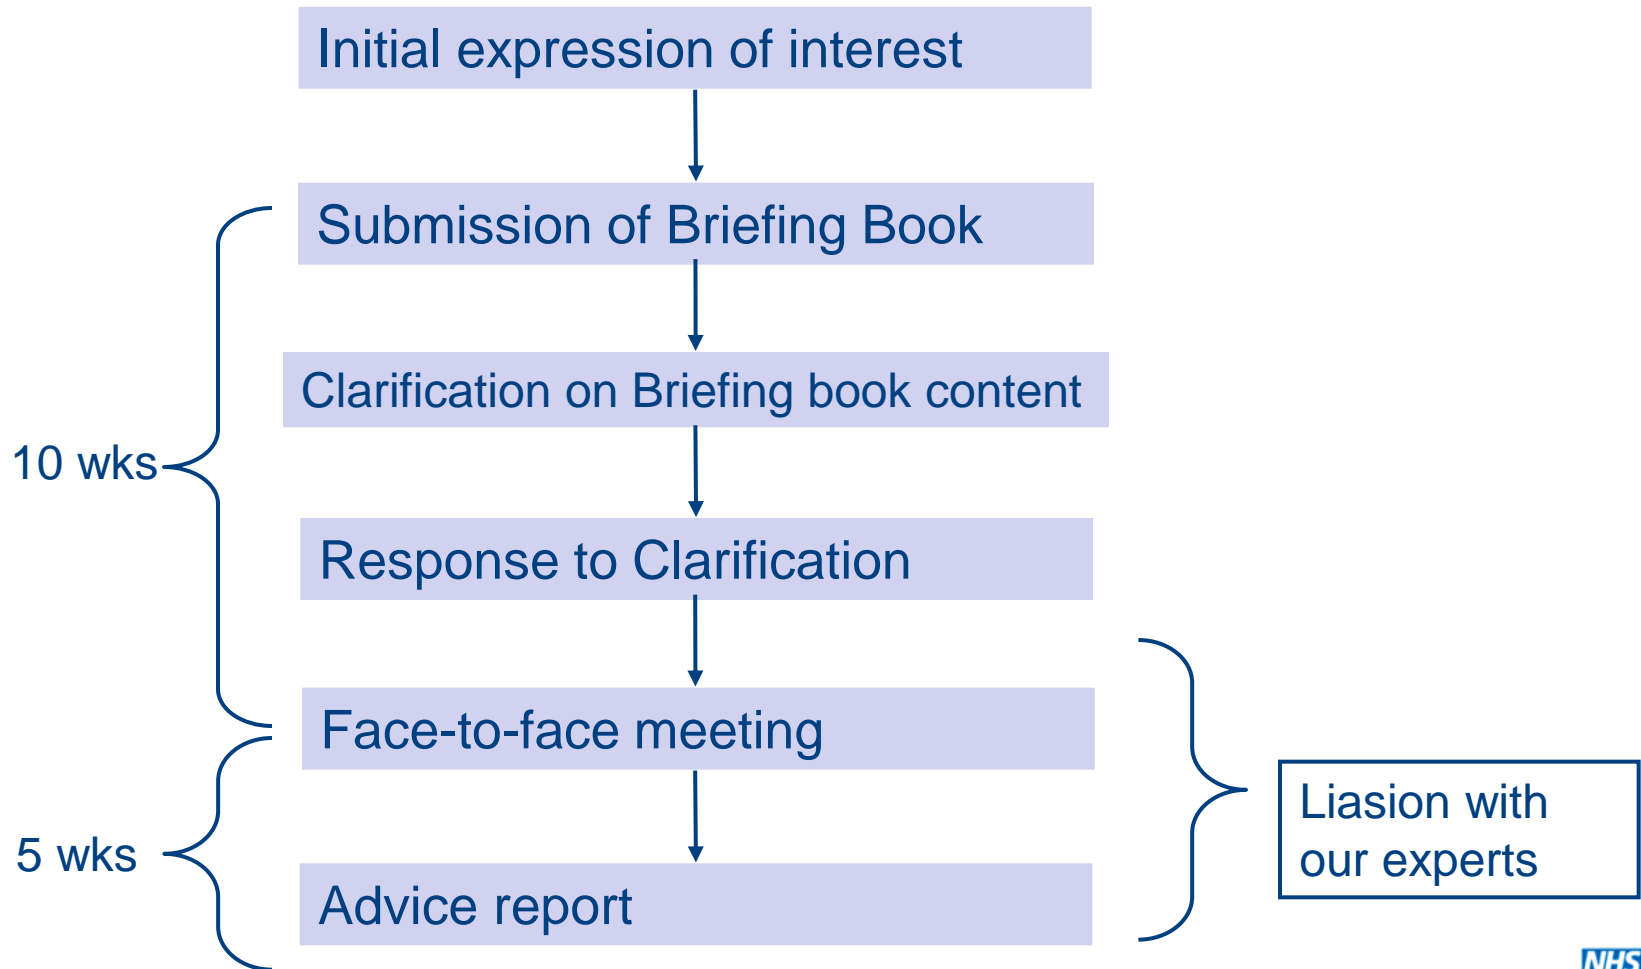 Initial expression of interest
Submission of Briefing Book
Clarification on Briefing book content
10 wks
Response to Clarification
Face-to-face meeting
Liasion with
our experts
5 wks
Advice report
NHS